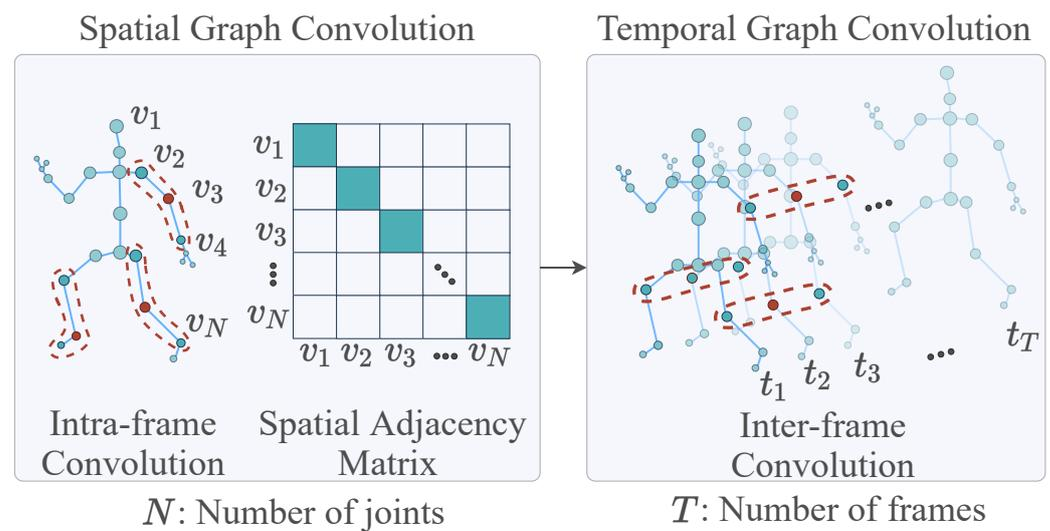 Spatial Graph Convolution
Temporal Graph Convolution
v1
v2
v3
v4
vN
v1
v2
v3
vN
v1 v2 v3 ••• vN
Intra-frame
Convolution
Spatial Adjacency
Matrix
t1
t2
t3
tT
Inter-frame
Convolution
N: Number of joints
T: Number of frames